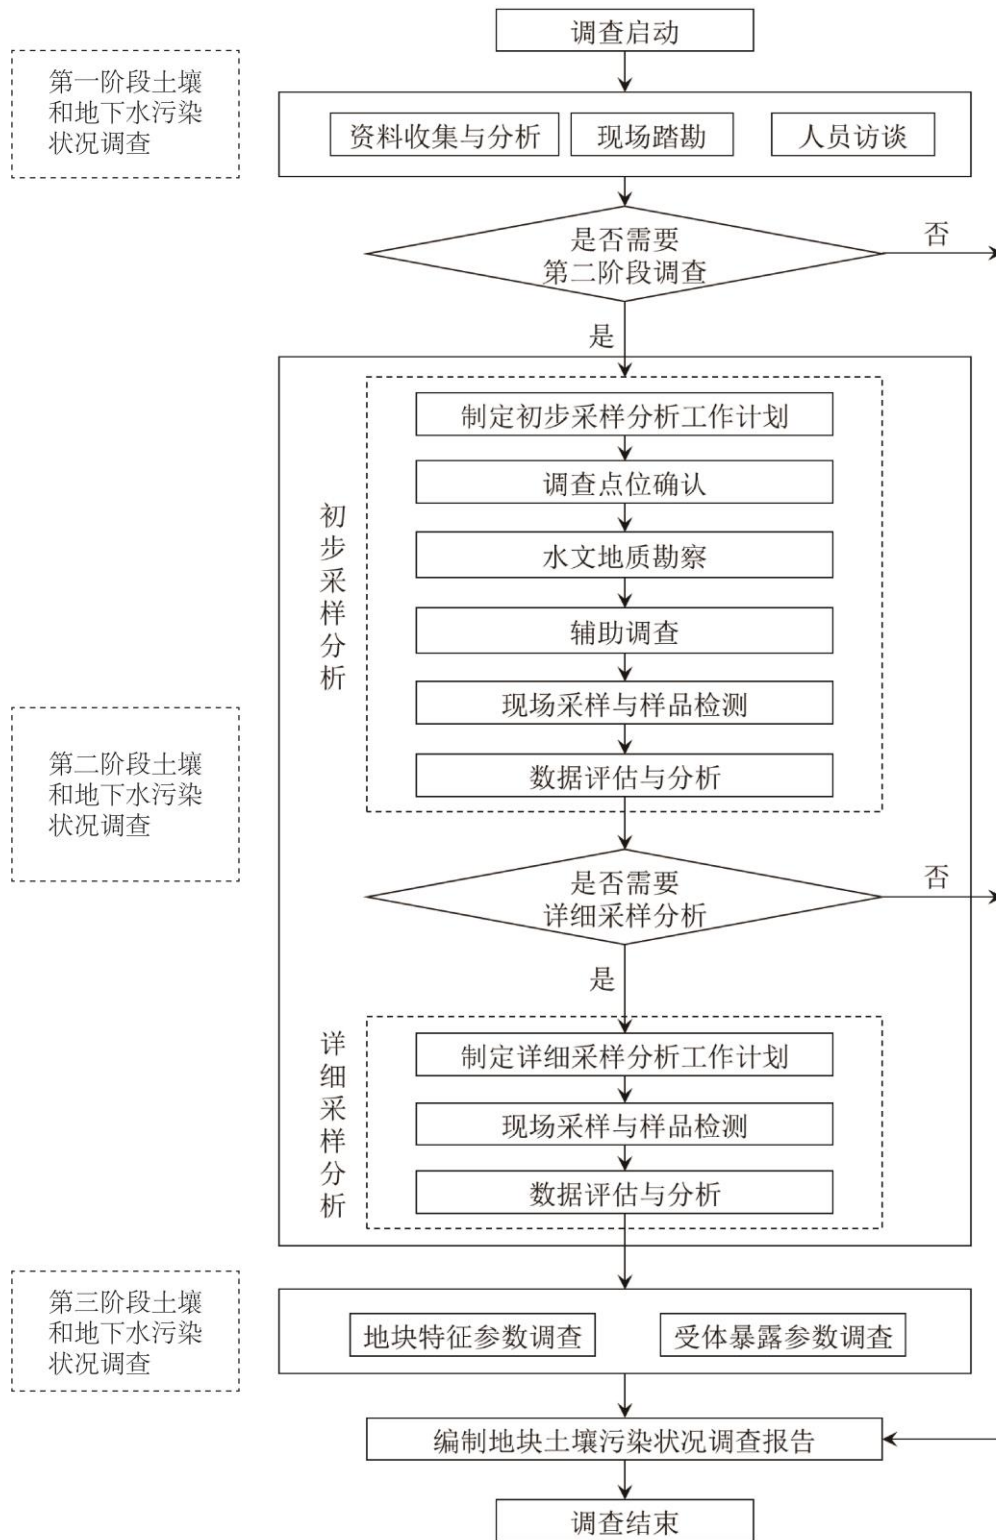 调查启动
第一阶段土壤
和地下水污染
状况调查
资料收集与分析
现场踏勘
人员访谈
是否需要
第二阶段调查
否
是
初步采样分析
制定初步采样分析工作计划
调查点位确认
水文地质勘察
辅助调查
现场采样与样品检测
数据评估与分析
第二阶段土壤
和地下水污染
状况调查
是否需要
详细采样分析
否
是
详细采样分析
制定详细采样分析工作计划
现场采样与样品检测
数据评估与分析
第三阶段土壤
和地下水污染
状况调查
地块特征参数调查
受体暴露参数调查
编制地块土壤污染状况调查报告
调查结束